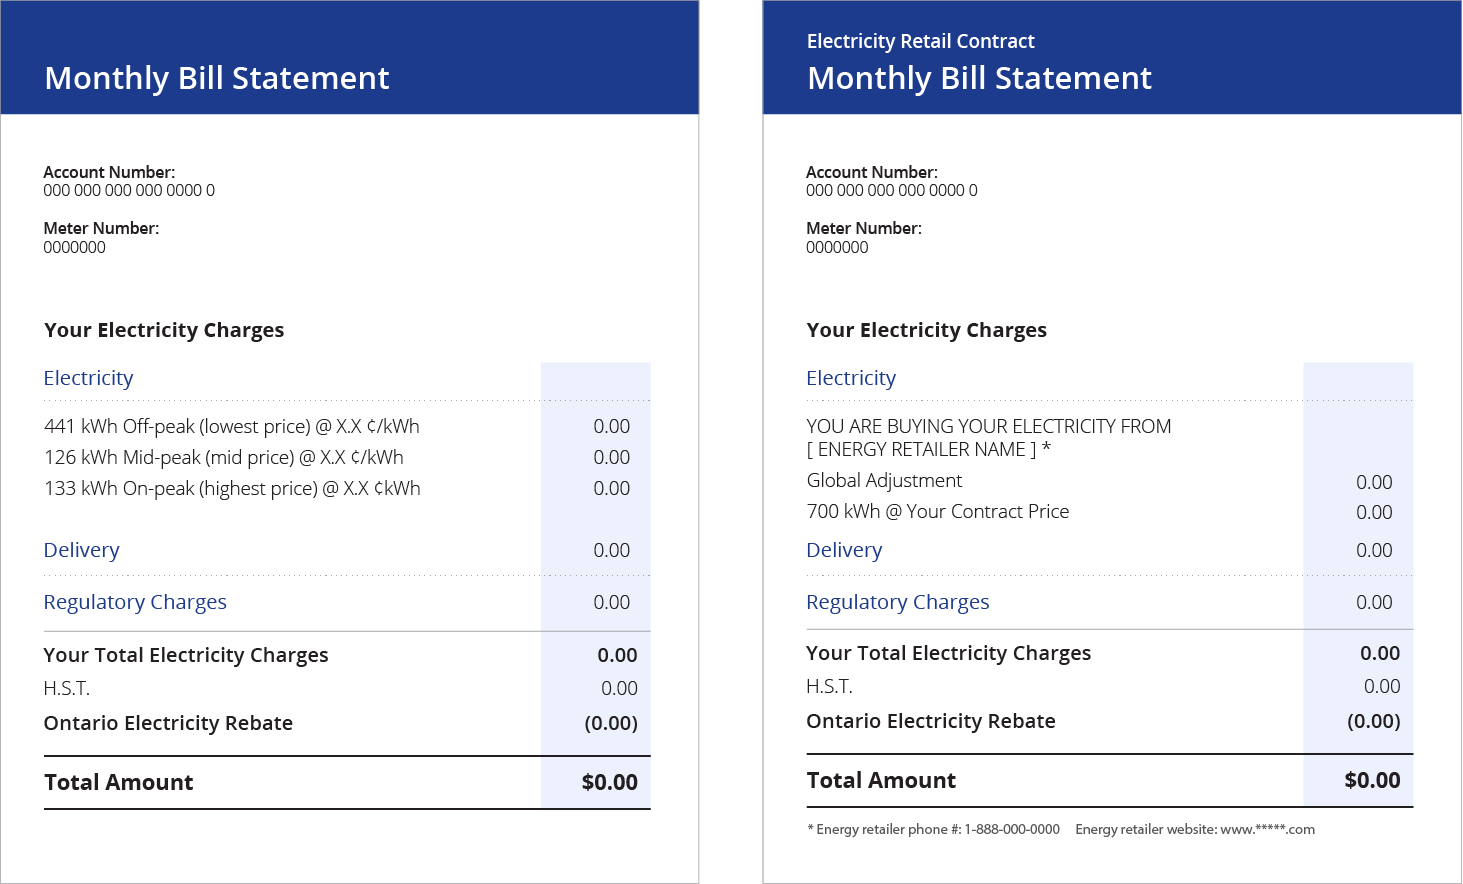 Monthly Bill Statement
Account Number:
000 000 000 000 0000 0
Meter Number:
0000000
Your Electricity Charges
Electricity
441 kWh Off-peak (lowest price) @ X.X ¢/kWh 0.00
126 kWh Mid-peak (mid price) @ X.X ¢/kWh 0.00
133 kWh On-peak (highest price) @ X.X ¢kWh 0.00
Delivery 0.00
Regulatory Charges 0.00
Your Total Electricity Charges 0.00
H.S.T. 0.00
Ontario Electricity Rebate (0.00)
Total Amount $0.00
Electricity Retail Contract
Monthly Bill Statement
Account Number:
000 000 000 000 0000 0
Meter Number:
0000000
Your Electricity Charges
Electricity
YOU ARE BUYING YOUR ELECTRICITY FROM
[ ENERGY RETAILER NAME ] *
Global Adjustment 0.00
700 kWh @ Your Contract Price 0.00
Delivery 0.00
Regulatory Charges 0.00
Your Total Electricity Charges 0.00
H.S.T. 0.00
Ontario Electricity Rebate (0.00)
Total Amount $0.00
* Energy retailer phone #: 1-888-000-0000 Energy retailer website: www.*****.com